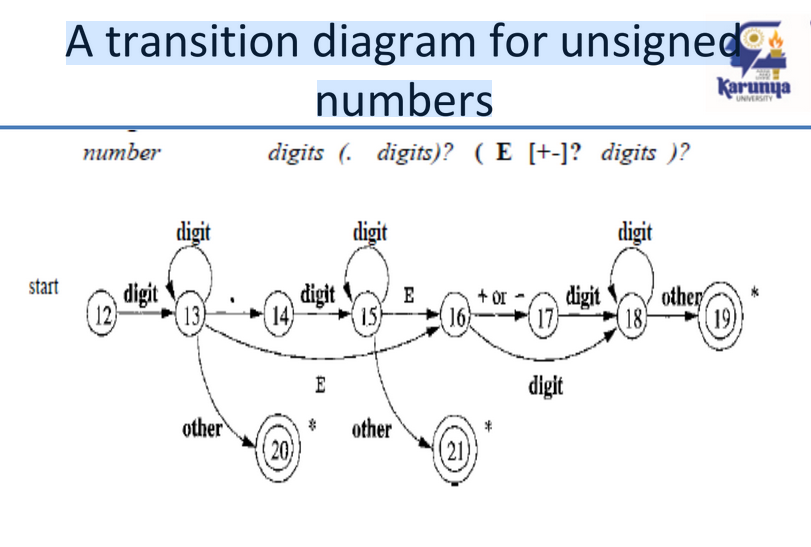 A transition diagram for unsigned
numbers
Karunya
UNIVERSITY
number digits (. digits)? ( E [+-]? digits )?
digit digit digit
start
digit . digit E + or - digit other *
12 13 14 15 16 17 18 19
E digit
other * other *
20 21